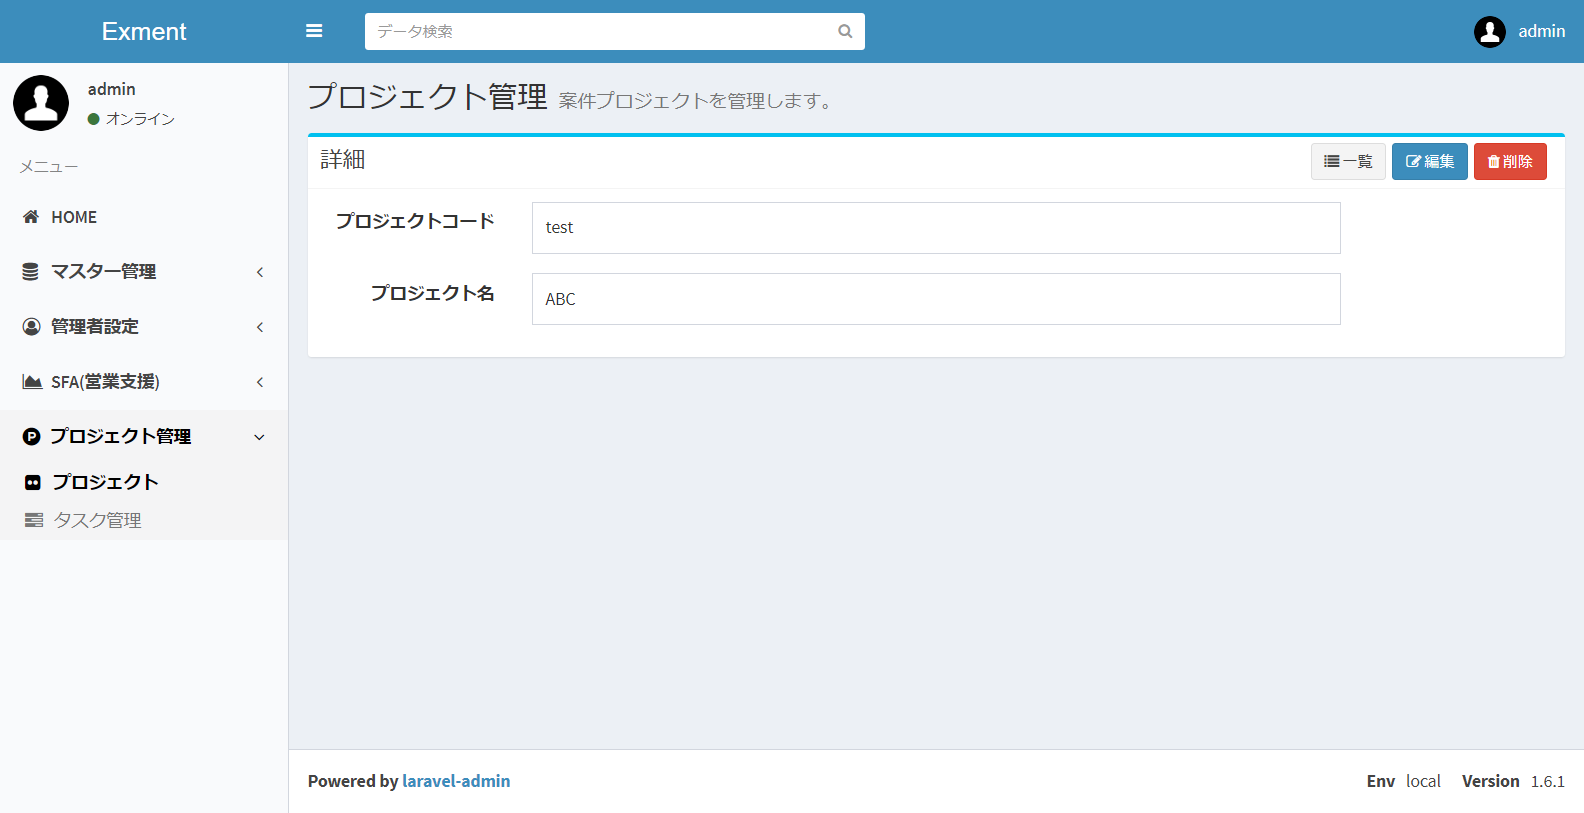 Exment
データ検索
admin
admin
オンライン
メニュー
HOME
マスター管理
管理者設定
SFA(営業支援)
プロジェクト管理
プロジェクト
タスク管理
プロジェクト管理 案件プロジェクトを管理します。
詳細
一覧
編集
削除
プロジェクトコード
test
プロジェクト名
ABC
Powered by laravel-admin
Env local Version 1.6.1